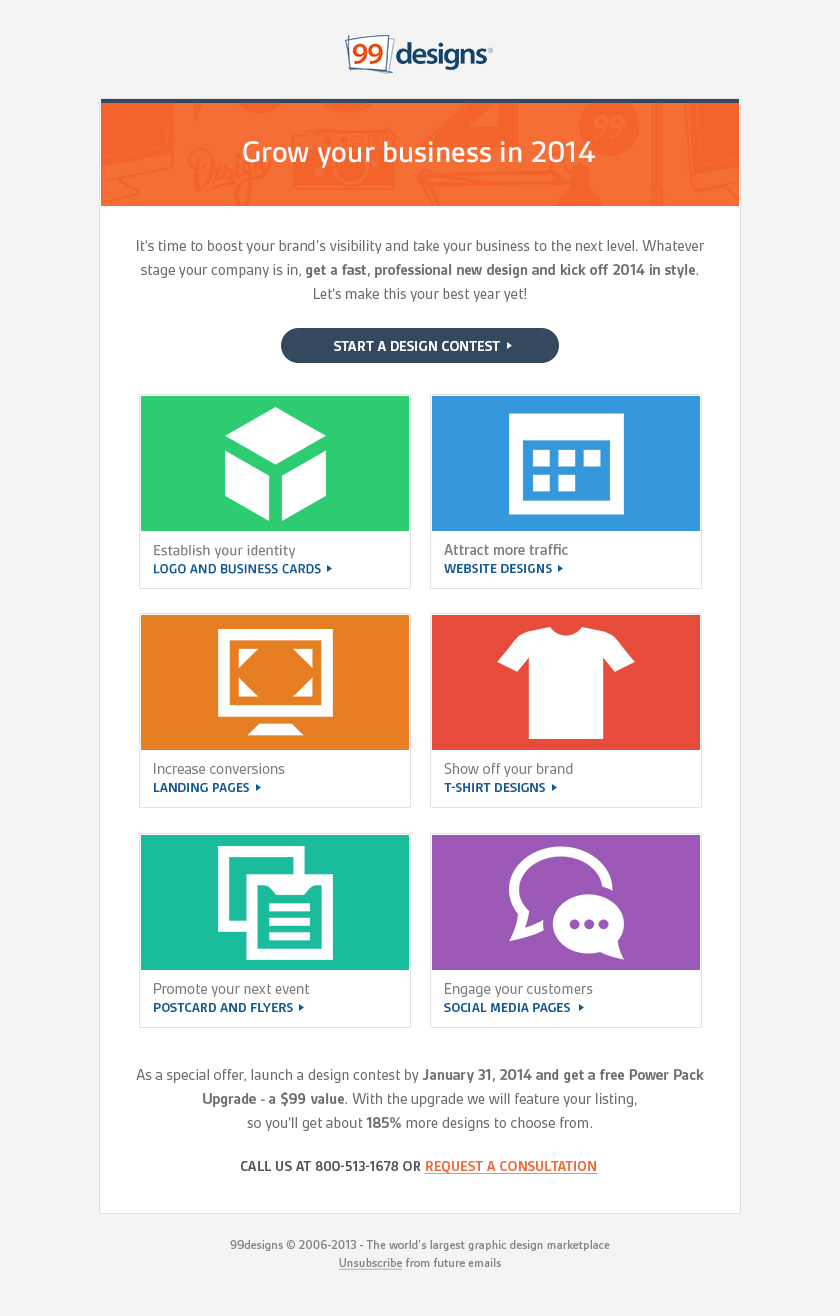 99designs®
Design
99
Grow your business in 2014
It's time to boost your brand's visibility and take your business to the next level. Whatever
stage your company is in, get a fast, professional new design and kick off 2014 in style.
Let's make this your best year yet!
START A DESIGN CONTEST
Establish your identity
LOGO AND BUSINESS CARDS
Attract more traffic
WEBSITE DESIGNS
Increase conversions
LANDING PAGES
Show off your brand
T-SHIRT DESIGNS
Promote your next event
POSTCARD AND FLYERS
Engage your customers
SOCIAL MEDIA PAGES
As a special offer, launch a design contest by January 31, 2014 and get a free Power Pack
Upgrade - a $99 value. With the upgrade we will feature your listing,
so you'll get about 185% more designs to choose from.
CALL US AT 800-513-1678 OR REQUEST A CONSULTATION
99designs © 2006-2013 - The world's largest graphic design marketplace
Unsubscribe from future emails